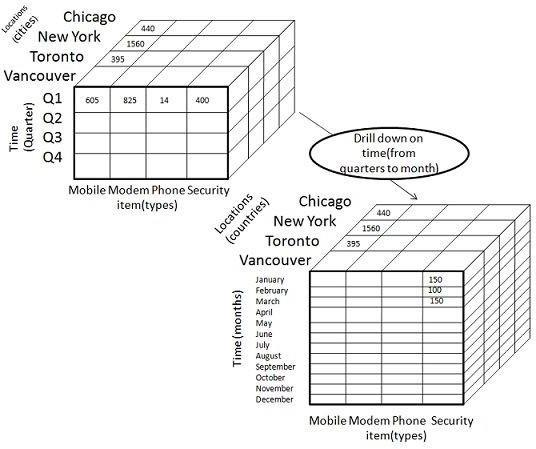 Locations
(cities)
Chicago
New York
Toronto
Vancouver
440
1560
395
Time
(Quarter)
Q1 605 825 14 400
Q2
Q3
Q4
Mobile Modem Phone Security
item(types)
Drill down on
time(from
quarters to month)
Locations
(countries)
Chicago
New York
Toronto
Vancouver
440
1560
395
Time (months)
January 150
February 100
March 150
April
May
June
July
August
September
October
November
December
Mobile Modem Phone Security
item(types)